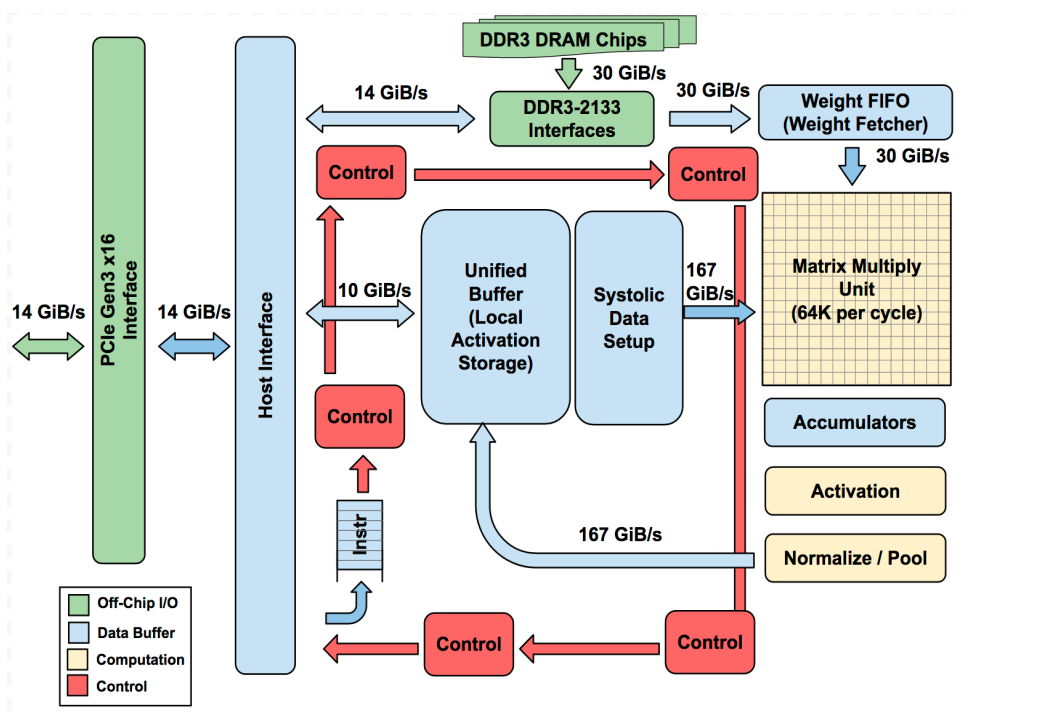 DDR3 DRAM Chips
30 GiB/s
14 GiB/s
DDR3-2133
Interfaces
30 GiB/s
Weight FIFO
(Weight Fetcher)
30 GiB/s
Control
Control
PCIe Gen3 x16
Interface
Host Interface
14 GiB/s
14 GiB/s
10 GiB/s
Unified
Buffer
(Local
Activation
Storage)
Systolic
Data
Setup
167
GiB/s
Matrix Multiply
Unit
(64K per cycle)
Control
Accumulators
Activation
Instr
167 GiB/s
Normalize / Pool
Control
Control
Off-Chip I/O
Data Buffer
Computation
Control